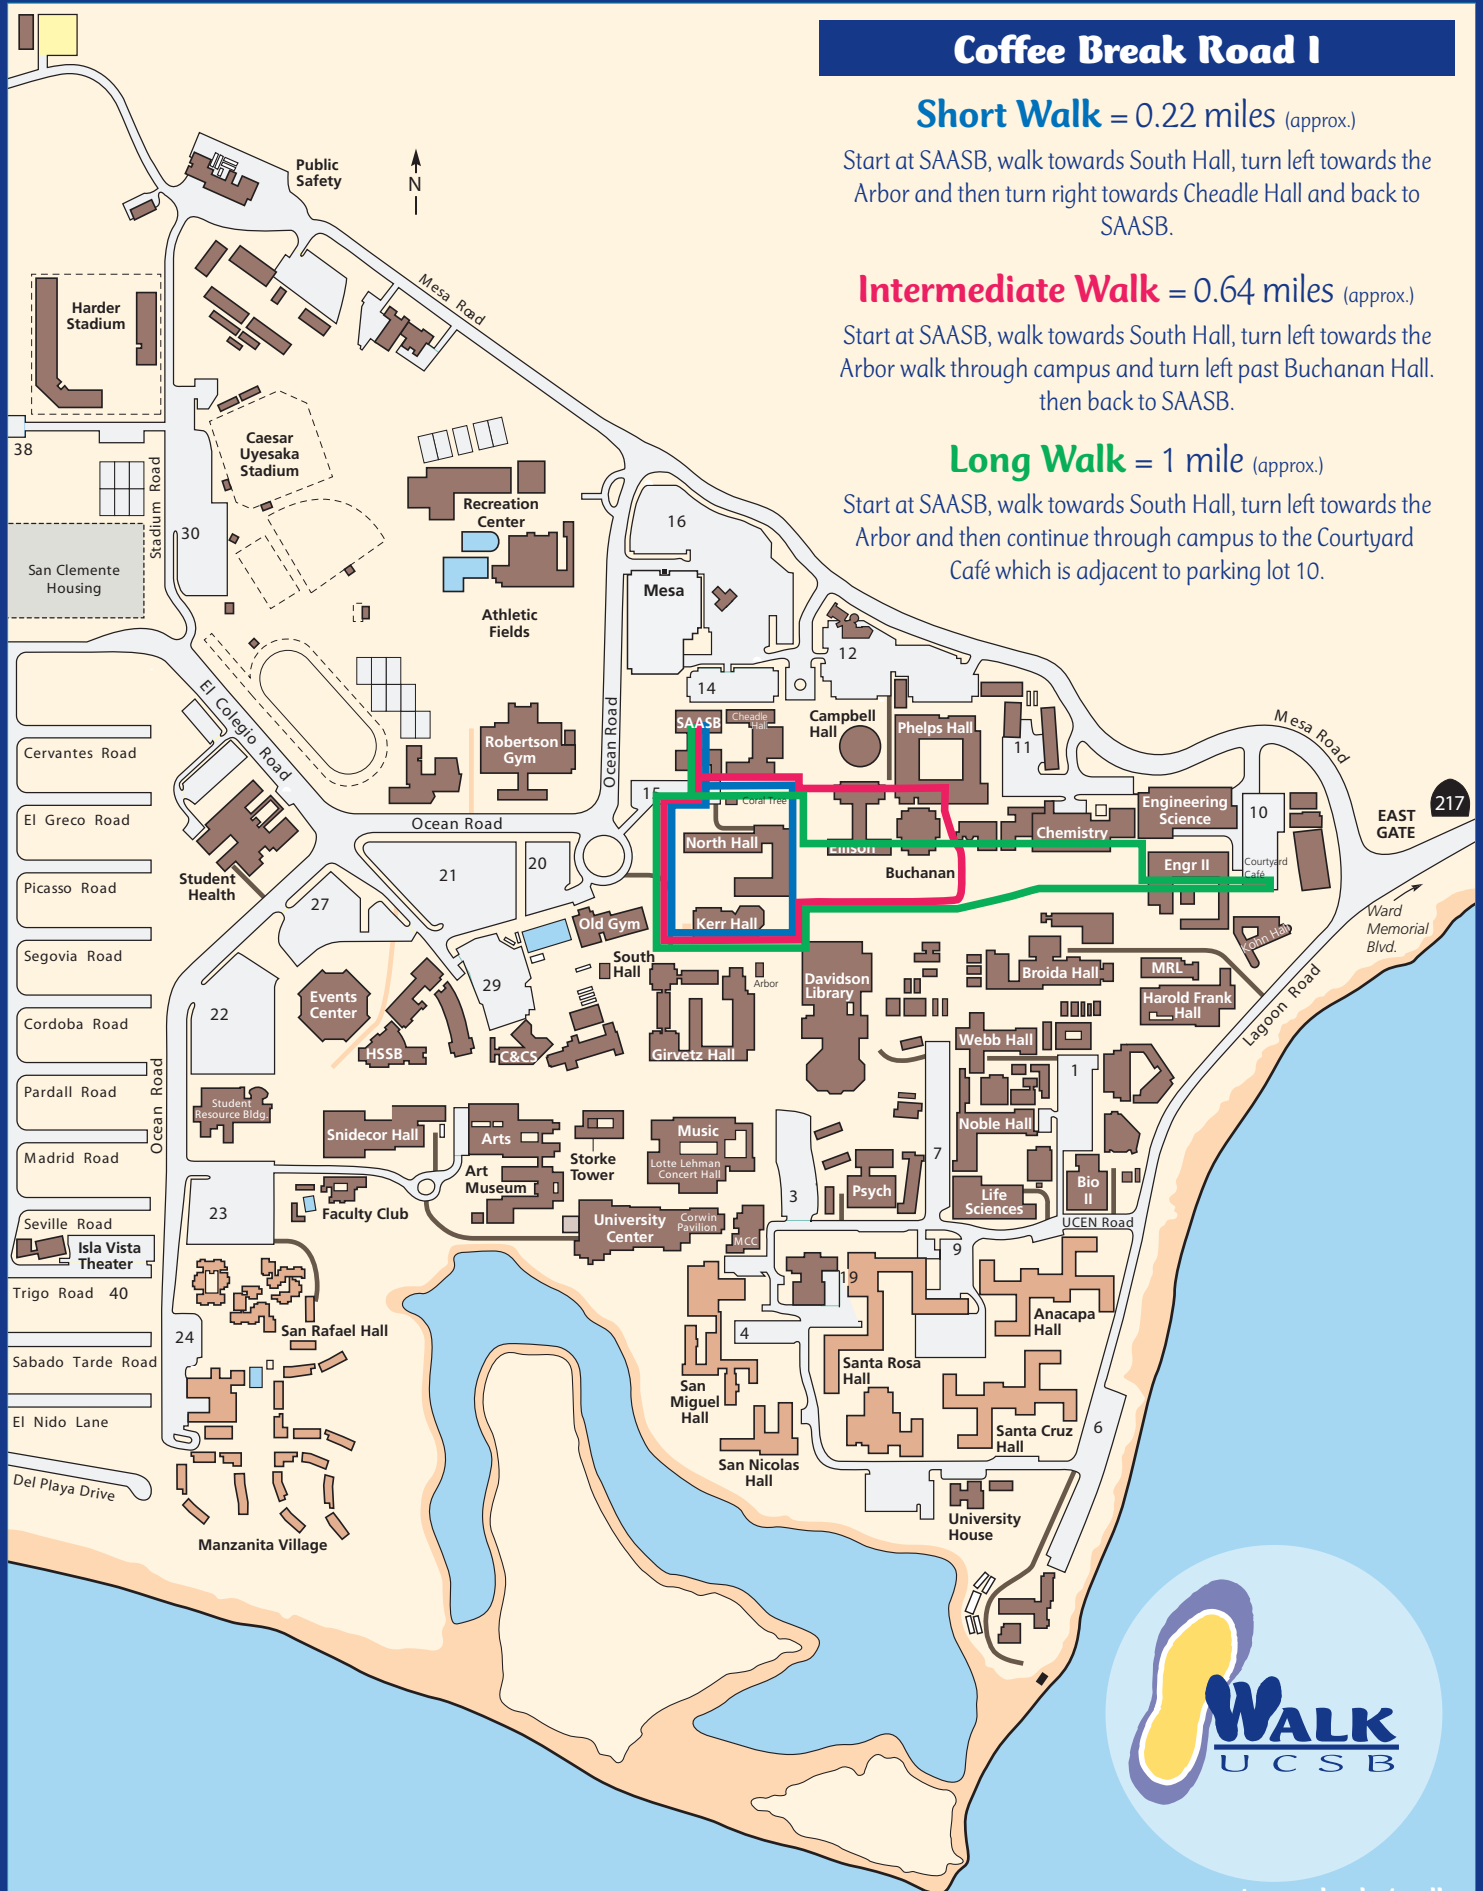 Coffee Break Road I
Short Walk = 0.22 miles (approx.)
Start at SAASB, walk towards South Hall, turn left towards the
Arbor and then turn right towards Cheadle Hall and back to
SAASB.
Intermediate Walk = 0.64 miles (approx.)
Start at SAASB, walk towards South Hall, turn left towards the
Arbor walk through campus and turn left past Buchanan Hall.
then back to SAASB.
Long Walk = 1 mile (approx.)
Start at SAASB, walk towards South Hall, turn left towards the
Arbor and then continue through campus to the Courtyard
Café which is adjacent to parking lot 10.
Public
Safety
N
Mesa Road
Harder
Stadium
38
Caesar
Uyesaka
Stadium
Stadium Road
30
San Clemente
Housing
Recreation
Center
Athletic
Fields
16
Mesa
12
14
Ocean Road
El Colegio Road
Robertson
Gym
SAASB
Cheadle
Hall
Campbell
Hall
Phelps Hall
11
Mesa Road
Cervantes Road
El Greco Road
Picasso Road
Segovia Road
Cordoba Road
Pardall Road
Madrid Road
Seville Road
Isla Vista
Theater
Trigo Road 40
Sabado Tarde Road
El Nido Lane
Del Playa Drive
Ocean Road
Student
Health
Ocean Road
15
Coral Tree
North Hall
Ellison
Buchanan
Chemistry
Engineering
Science
10
EAST
GATE
217
Engr II
Courtyard
Café
Ward
Memorial
Blvd.
21
20
27
Old Gym
Kerr Hall
South
Hall
Arbor
Davidson
Library
Broida Hall
MRL
Kohn Hall
Harold Frank
Hall
Lagoon Road
22
Events
Center
29
HSSB
C&CS
Girvetz Hall
Webb Hall
1
Student
Resource Bldg.
Snidecor Hall
Arts
Storke
Tower
Music
Lotte Lehman
Concert Hall
Noble Hall
7
Art
Museum
3
Psych
Life
Sciences
Bio
II
23
Faculty Club
University
Center
Corwin
Pavilion
MCC
UCEN Road
9
19
San Rafael Hall
24
4
Anacapa
Hall
Santa Rosa
Hall
San
Miguel
Hall
Santa Cruz
Hall
6
San Nicolas
Hall
University
House
Manzanita Village
WALK
UCSB